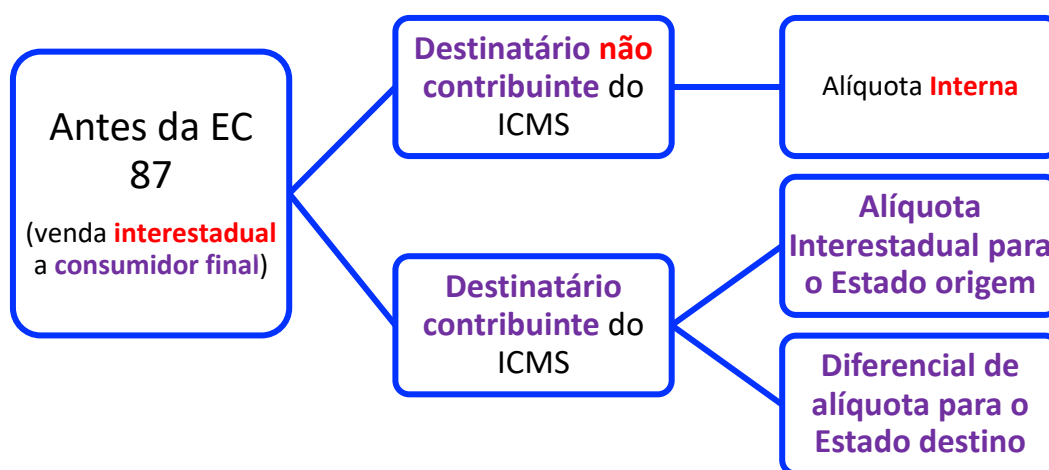 Antes da EC
87
(venda interestadual
a consumidor final)
Destinatário não
contribuinte do
ICMS
Alíquota Interna
Destinatário
contribuinte do
ICMS
Alíquota
Interestadual para
o Estado origem
Diferencial de
alíquota para o
Estado destino